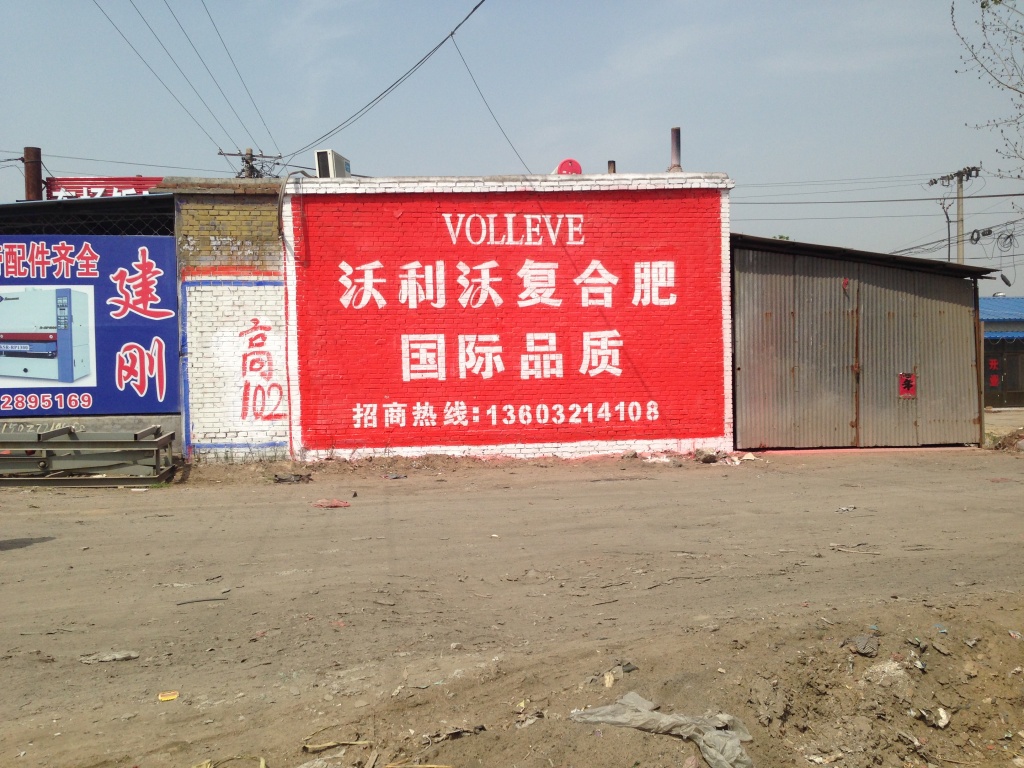 VOLLEVE
沃利沃复合肥
国际品质
招商热线:13603214108
高
102
配件齐全
建
刚
2895169